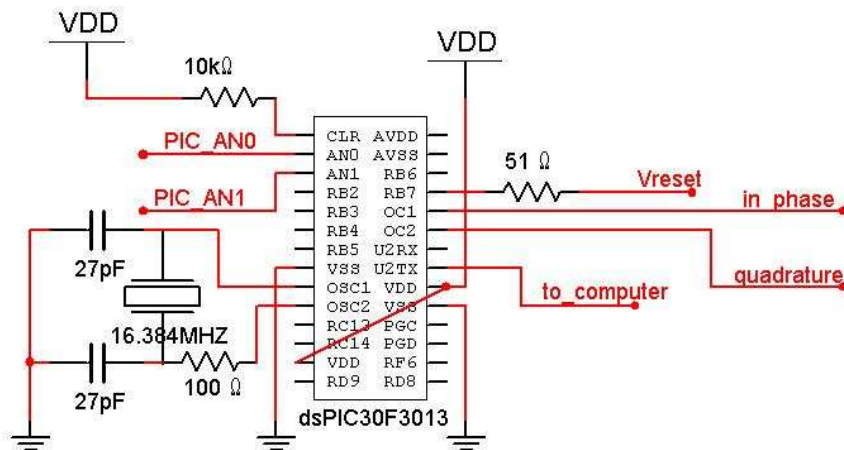 VDD
VDD
10kΩ
PIC_AN0
PIC_AN1
CLR AVDD
AN0 AVSS
AN1 RB6
RB2 RB7
RB3 OC1
RB4 OC2
RB5 U2RX
VSS U2TX
OSC1 VDD
OSC2 VSS
RC13 PGC
RC14 PGD
VDD RF6
RD9 RD8
51 Ω
Vreset
in_phase
quadrature
to_computer
27pF
16.384MHZ
100 Ω
27pF
dsPIC30F3013